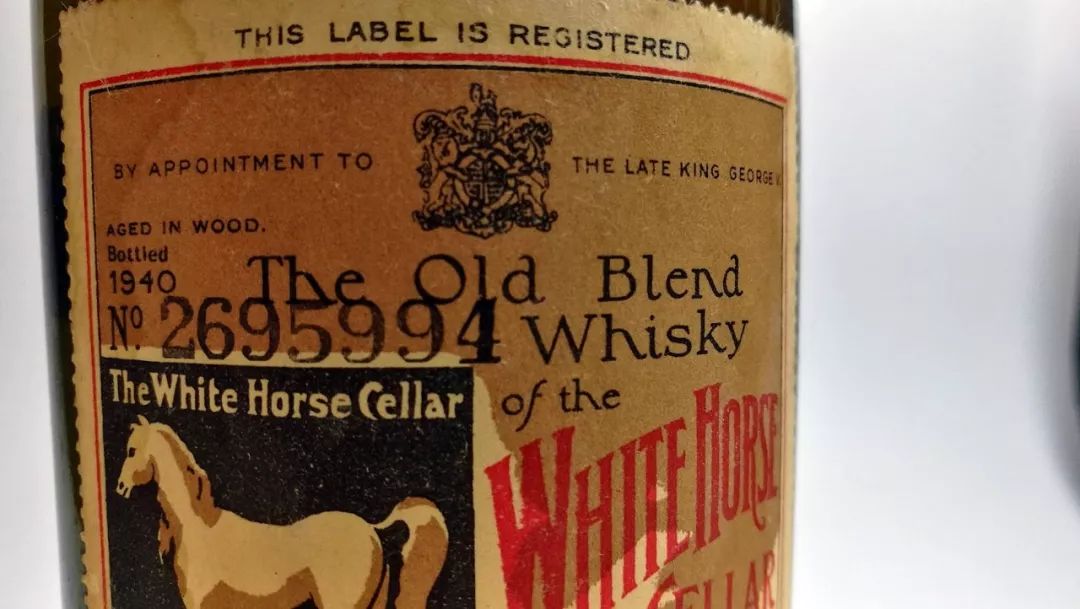 THIS LABEL IS REGISTERED
BY APPOINTMENT TO THE LATE KING GEORGE V.
AGED IN WOOD.
Bottled
1940
The Old Blend
Nº 2695994 Whisky
The White Horse Cellar
of the
WHITE HORSE
CELLAR